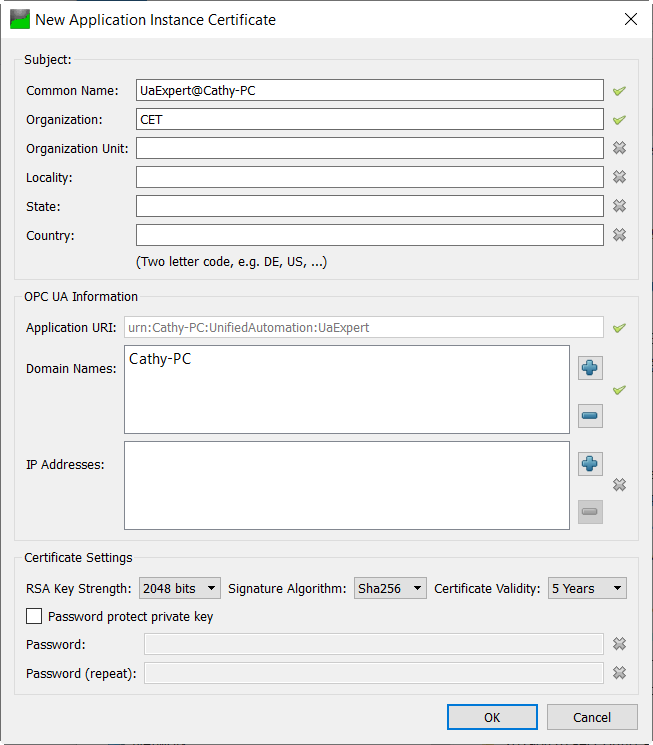 New Application Instance Certificate
Subject:
Common Name: UaExpert@Cathy-PC
Organization: CET
Organization Unit:
Locality:
State:
Country:
(Two letter code, e.g. DE, US, ...)
OPC UA Information
Application URI: urn:Cathy-PC:UnifiedAutomation:UaExpert
Domain Names: Cathy-PC
IP Addresses:
Certificate Settings
RSA Key Strength: 2048 bits Signature Algorithm: Sha256 Certificate Validity: 5 Years
Password protect private key
Password:
Password (repeat):
OK Cancel